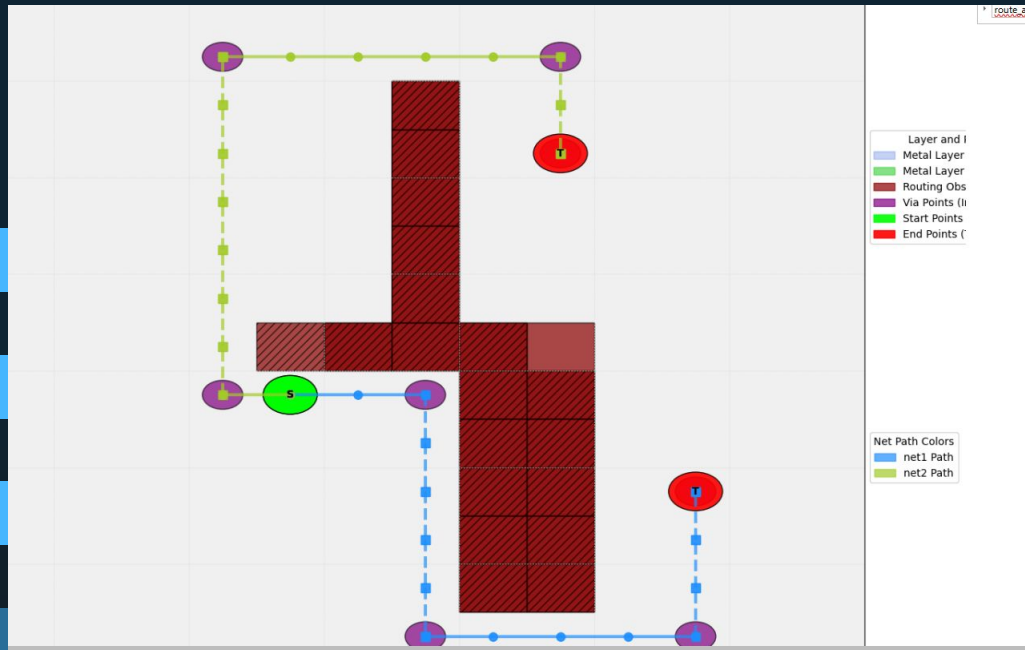 T
S
T
Layer and
Metal Layer
Metal Layer
Routing Obs
Via Points (I
Start Points
End Points (
Net Path Colors
net1 Path
net2 Path
route_a